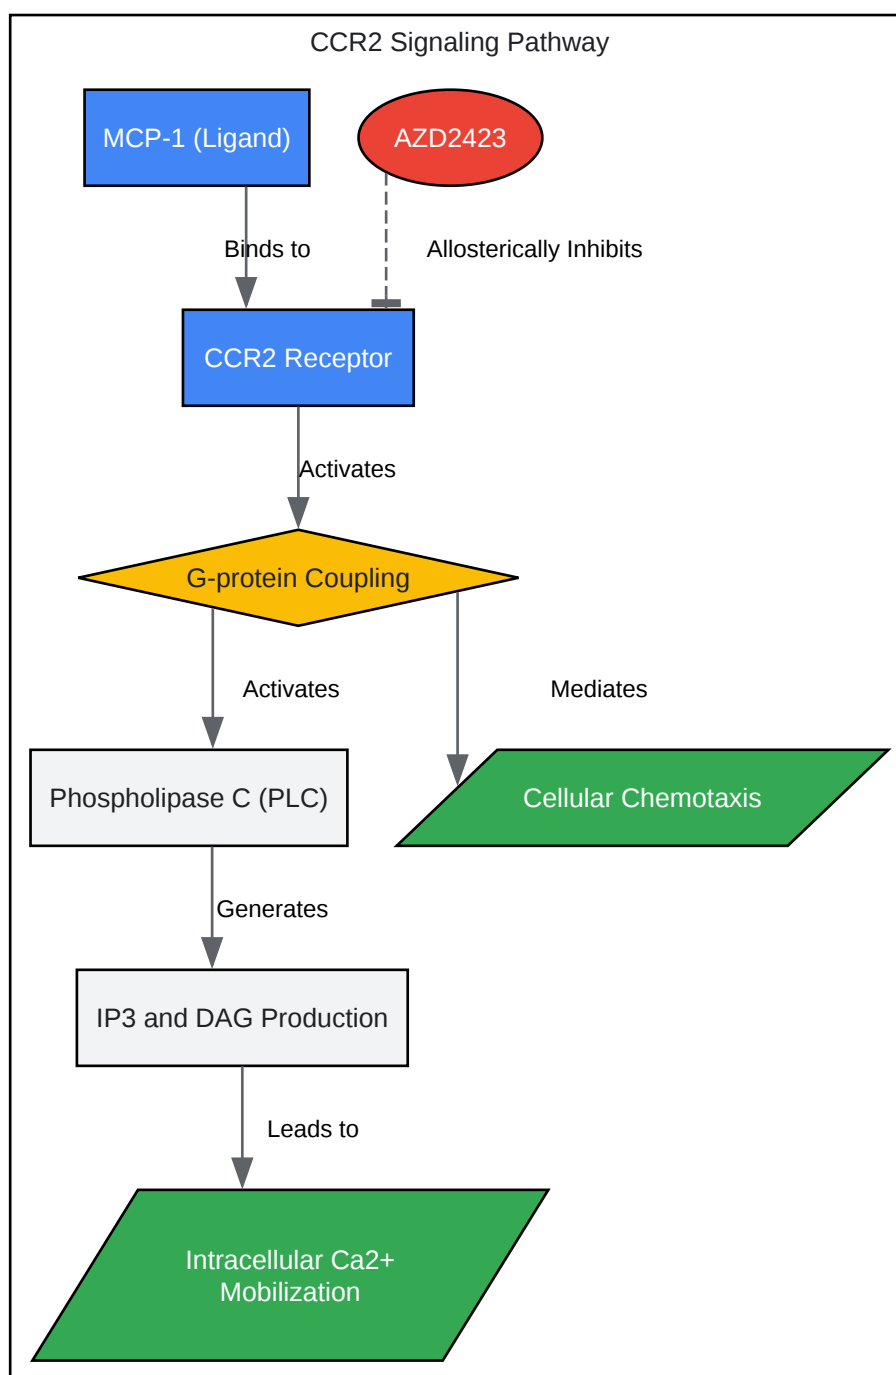 CCR2 Signaling Pathway
MCP-1 (Ligand)
AZD2423
Binds to
Allosterically Inhibits
CCR2 Receptor
Activates
G-protein Coupling
Activates
Mediates
Phospholipase C (PLC)
Cellular Chemotaxis
Generates
IP3 and DAG Production
Leads to
Intracellular Ca2+
Mobilization